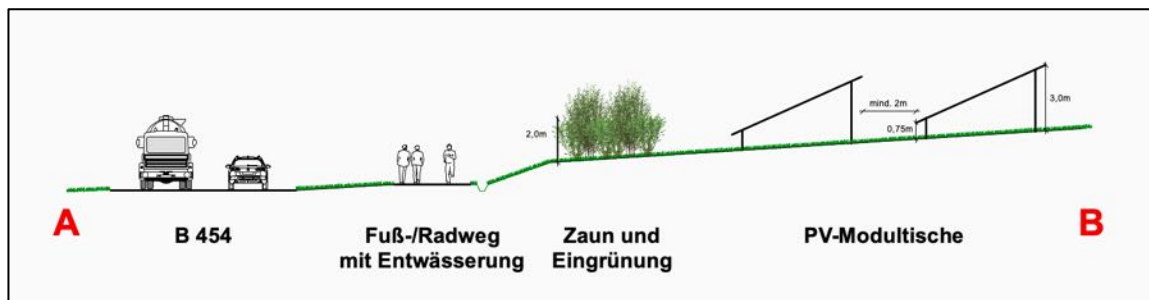 2,0m
mind. 2m
0,75m
3,0m
A
B 454
Fuß-/Radweg
mit Entwässerung
Zaun und
Eingrünung
PV-Modultische
B